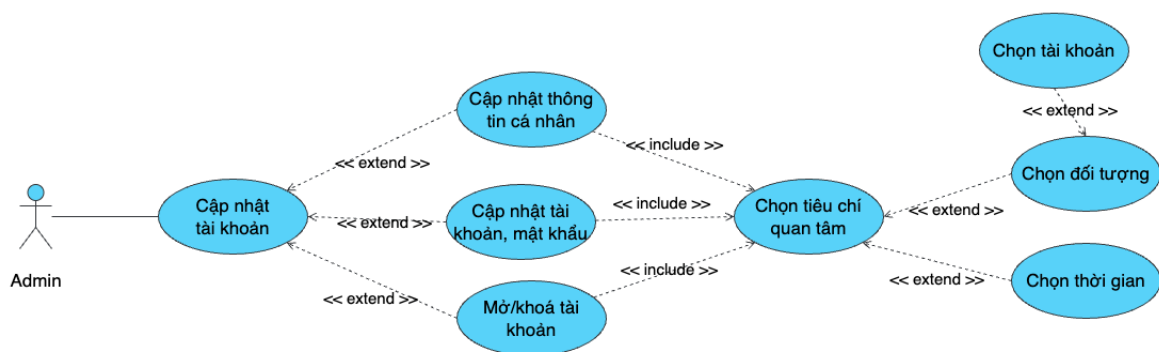 Chọn tài khoản
<< extend >>
Cập nhật thông
tin cá nhân
<< include >>
<< extend >>
Chọn đối tượng
Cập nhật
tài khoản
<< extend >>
Cập nhật tài
khoản, mật khẩu
<< include >>
Chọn tiêu chí
quan tâm
<< extend >>
Admin
<< include >>
<< extend >>
Chọn thời gian
<< extend >>
Mở/khoá tài
khoản